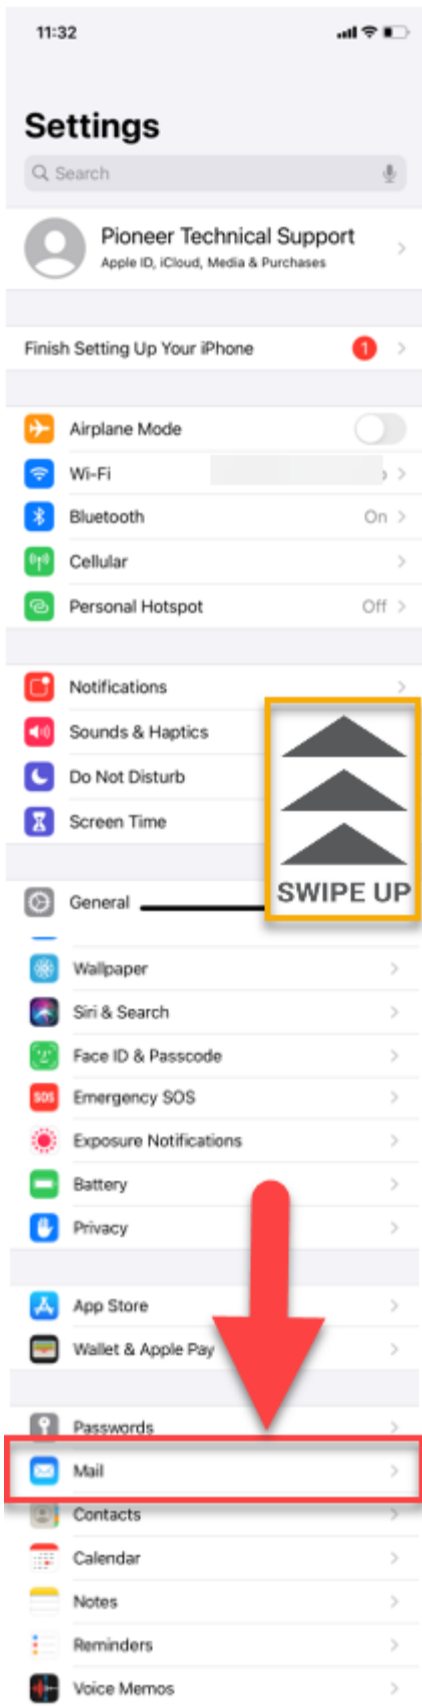 11:32
Settings
Search
Pioneer Technical Support
Apple ID, iCloud, Media & Purchases
Finish Setting Up Your iPhone 1
Airplane Mode
Wi-Fi
Bluetooth On
Cellular
Personal Hotspot Off
Notifications
Sounds & Haptics
Do Not Disturb
Screen Time
SWIPE UP
General
Wallpaper
Siri & Search
Face ID & Passcode
SOS Emergency SOS
Exposure Notifications
Battery
Privacy
App Store
Wallet & Apple Pay
Passwords
Mail
Contacts
Calendar
Notes
Reminders
Voice Memos